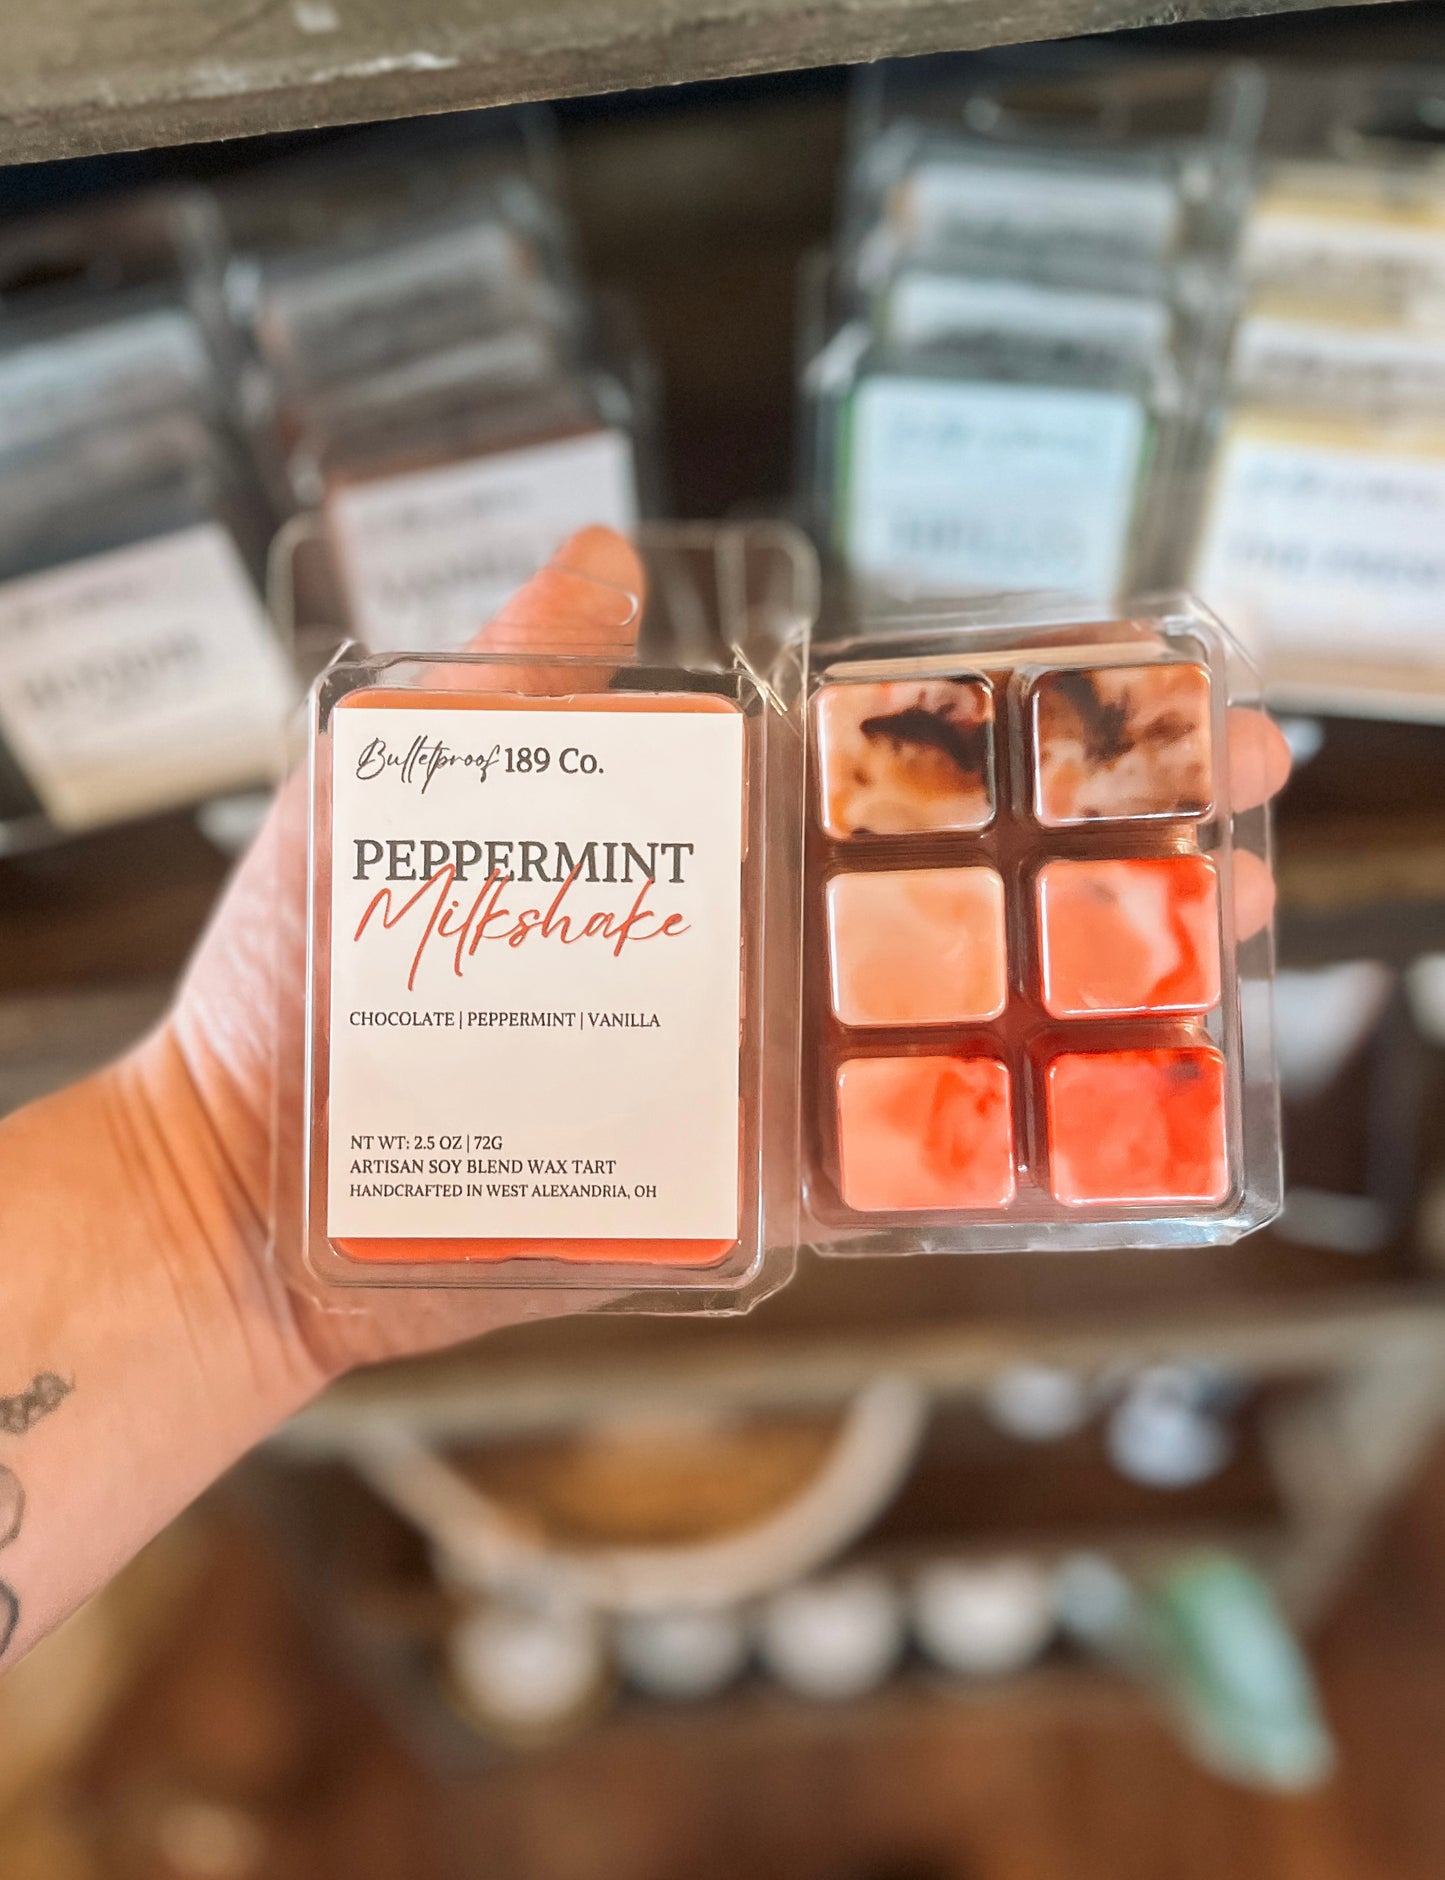 Bulletproof 189 Co.
PEPPERMINT
Milkshake
CHOCOLATE | PEPPERMINT | VANILLA
NT WT: 2.5 OZ | 72G
ARTISAN SOY BLEND WAX TART
HANDCRAFTED IN WEST ALEXANDRIA, OH